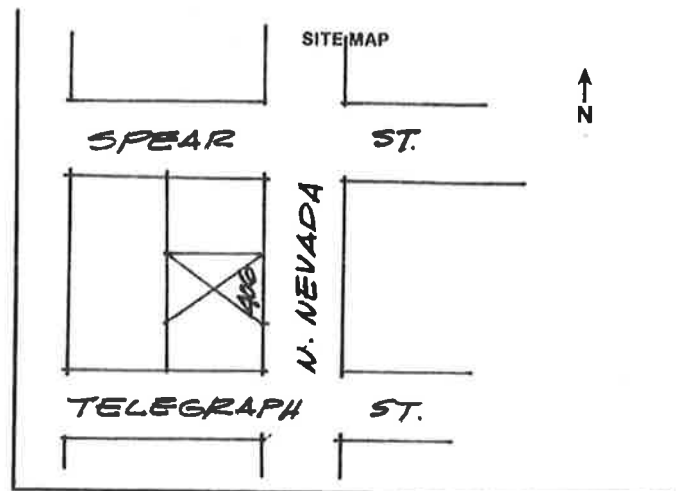 SITE MAP
N
SPEAR ST.
N. NEVADA
406
TELEGRAPH ST.